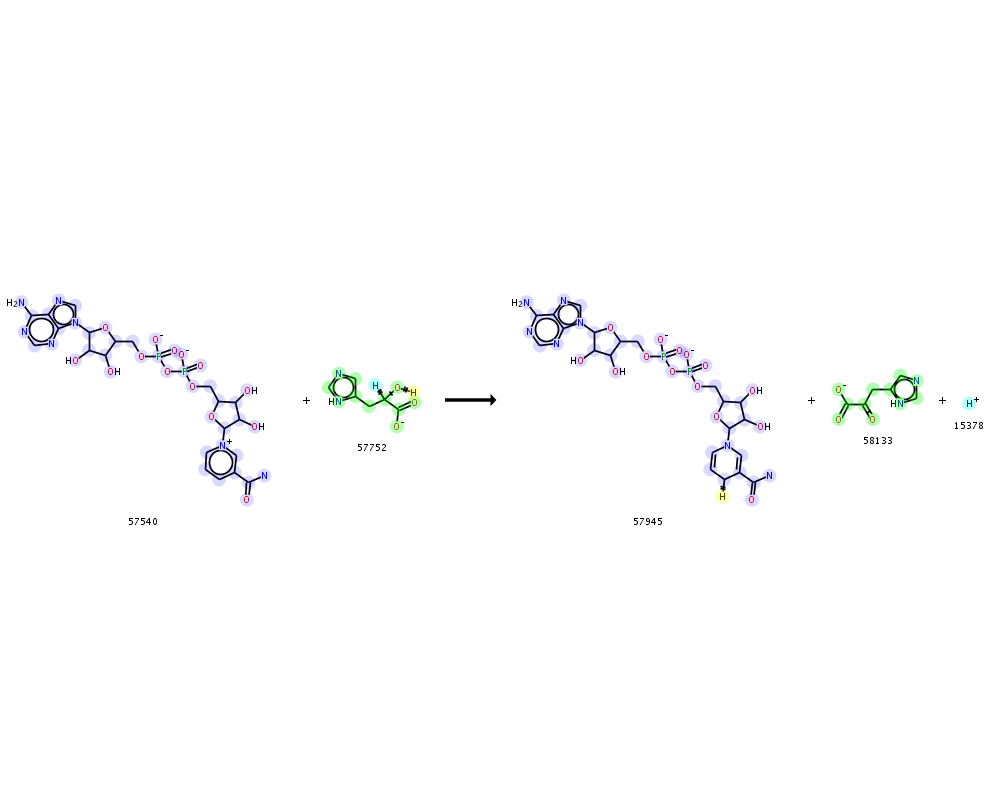 H2N N N N N N O HO OH O P O- O O P O- O O O OH OH N+ N O
57540
+
N HN H O H O O-
57752
H2N N N N N N O HO OH O P O- O O P O- O O O OH OH N H N O
57945
+
O- O O HN N
58133
+
H+
15378